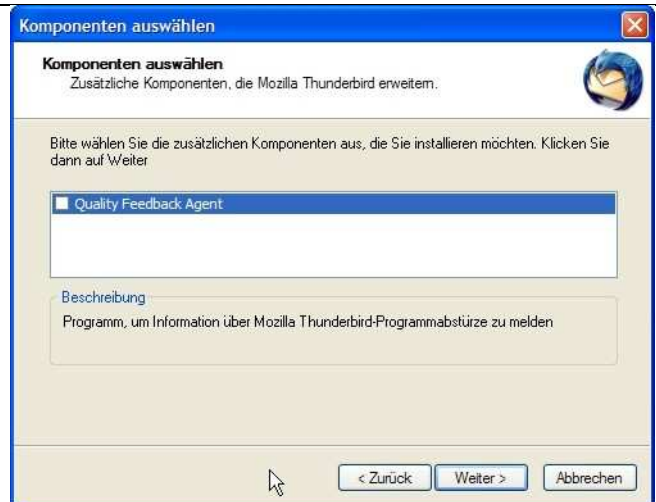 Komponenten auswählen
Komponenten auswählen
Zusätzliche Komponenten, die Mozilla Thunderbird erweitern.
Bitte wählen Sie die zusätzlichen Komponenten aus, die Sie installieren möchten. Klicken Sie
dann auf Weiter
Quality Feedback Agent
Beschreibung
Programm, um Information über Mozilla Thunderbird-Programmabstürze zu melden
< Zurück Weiter > Abbrechen